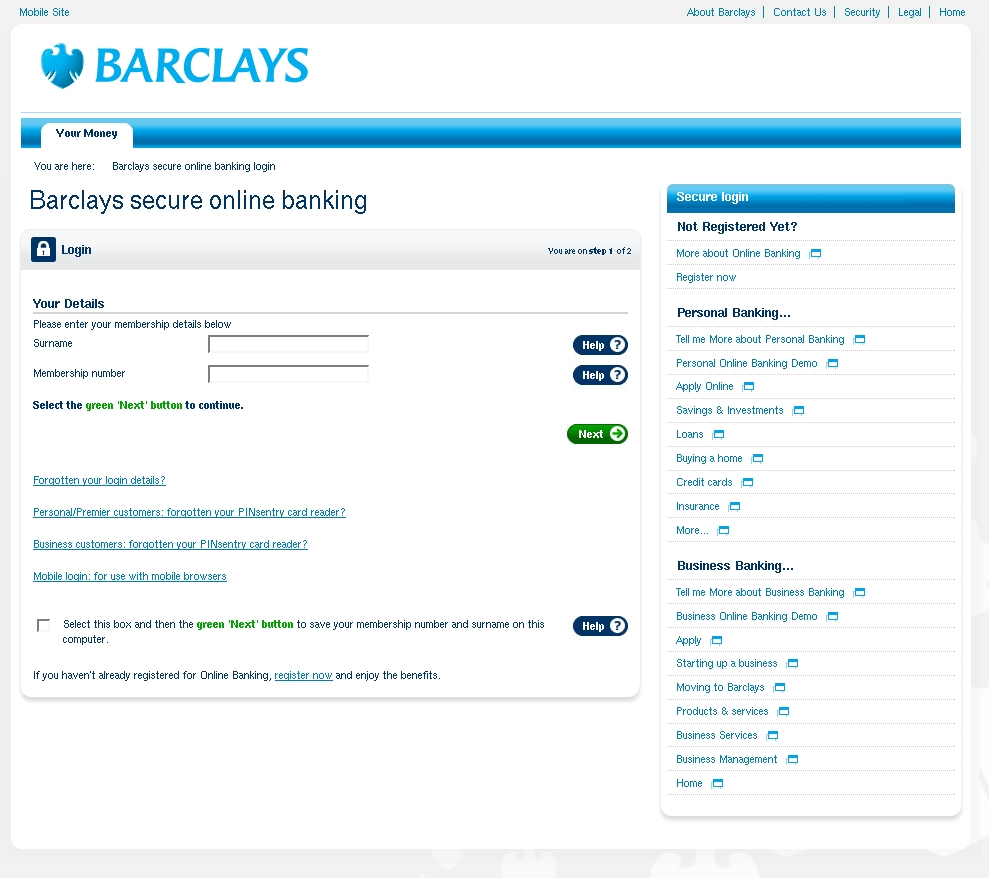 Mobile Site
About Barclays | Contact Us | Security | Legal | Home
BARCLAYS
Your Money
You are here: Barclays secure online banking login
Barclays secure online banking
Login
You are on step 1 of 2
Your Details
Please enter your membership details below
Surname
Help ?
Membership number
Help ?
Select the green 'Next' button to continue.
Next
Forgotten your login details?
Personal/Premier customers: forgotten your PINsentry card reader?
Business customers: forgotten your PINsentry card reader?
Mobile login: for use with mobile browsers
Select this box and then the green 'Next' button to save your membership number and surname on this
computer.
Help ?
If you haven't already registered for Online Banking, register now and enjoy the benefits.
Secure login
Not Registered Yet?
More about Online Banking
Register now
Personal Banking...
Tell me More about Personal Banking
Personal Online Banking Demo
Apply Online
Savings & Investments
Loans
Buying a home
Credit cards
Insurance
More...
Business Banking...
Tell me More about Business Banking
Business Online Banking Demo
Apply
Starting up a business
Moving to Barclays
Products & services
Business Services
Business Management
Home